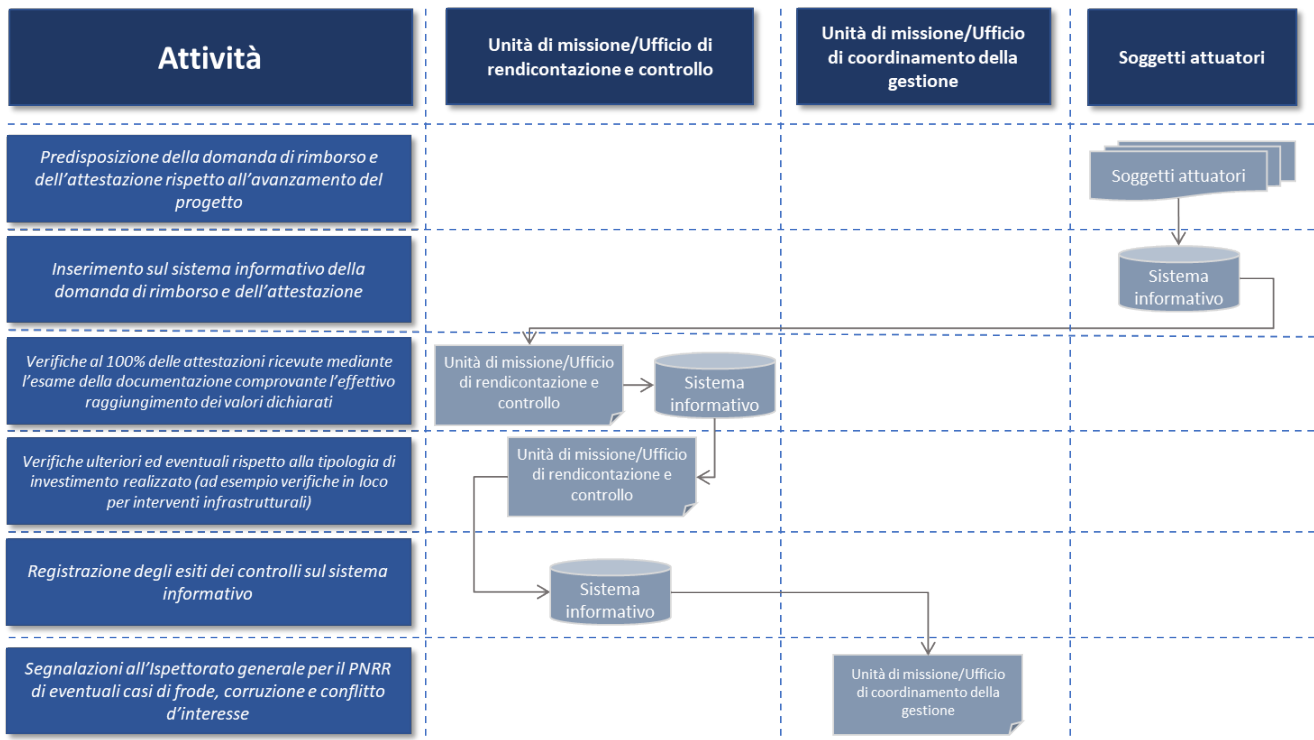 Attività
Unità di missione/Ufficio di
rendicontazione e controllo
Unità di missione/Ufficio
di coordinamento della
gestione
Soggetti attuatori
Predisposizione della domanda di rimborso e
dell'attestazione rispetto all'avanzamento del
progetto
Soggetti attuatori
Inserimento sul sistema informativo della
domanda di rimborso e dell'attestazione
Sistema
informativo
Verifiche al 100% delle attestazioni ricevute mediante
l'esame della documentazione comprovante l'effettivo
raggiungimento dei valori dichiarati
Unità di missione/Ufficio
di rendicontazione e
controllo
Sistema
informativo
Verifiche ulteriori ed eventuali rispetto alla tipologia di
investimento realizzato (ad esempio verifiche in loco
per interventi infrastrutturali)
Unità di missione/Ufficio
di rendicontazione e
controllo
Registrazione degli esiti dei controlli sul sistema
informativo
Sistema
informativo
Segnalazioni all'Ispettorato generale per il PNRR
di eventuali casi di frode, corruzione e conflitto
d'interesse
Unità di missione/Ufficio
di coordinamento della
gestione